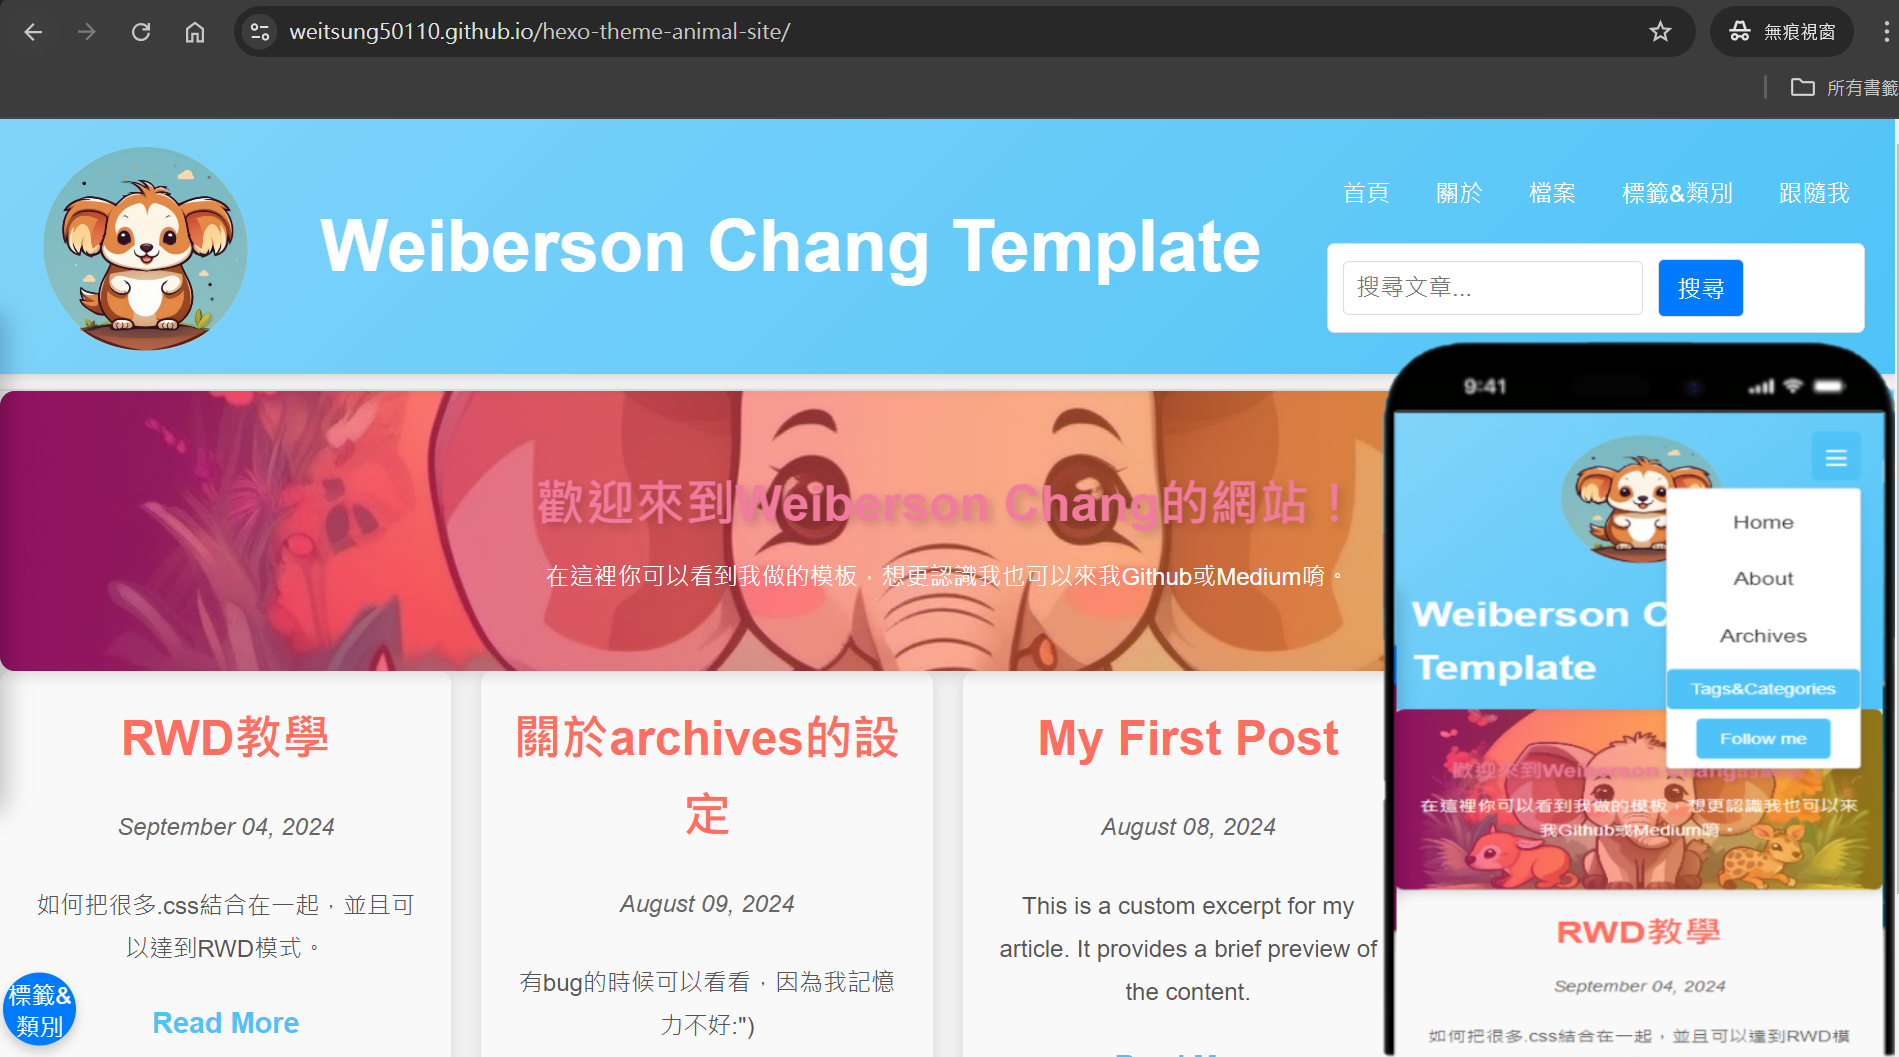 weitsung50110.github.io/hexo-theme-animal-site/
無痕視窗
所有書籤
Weiberson Chang Template
首頁 關於 檔案 標籤&類別 跟隨我
搜尋文章...
搜尋
歡迎來到Weiberson Chang的網站！
在這裡你可以看到我做的模板，想更認識我也可以來我Github或Medium唷。
RWD教學
September 04, 2024
如何把很多.css結合在一起，並且可
以達到RWD模式。
Read More
關於archives的設
定
August 09, 2024
有bug的時候可以看看，因為我記憶
力不好:")
My First Post
August 08, 2024
This is a custom excerpt for my
article. It provides a brief preview of
the content.
標籤&
類別
9:41
Home
About
Archives
Tags&Categories
Follow me
Weiberson C
Template
歡迎來到Weiberson Chang的網站
在這裡你可以看到我做的模板，想更認識我也可以來
我Github或Medium唷。
RWD教學
September 04, 2024
如何把很多.css結合在一起，並且可以達到RWD模